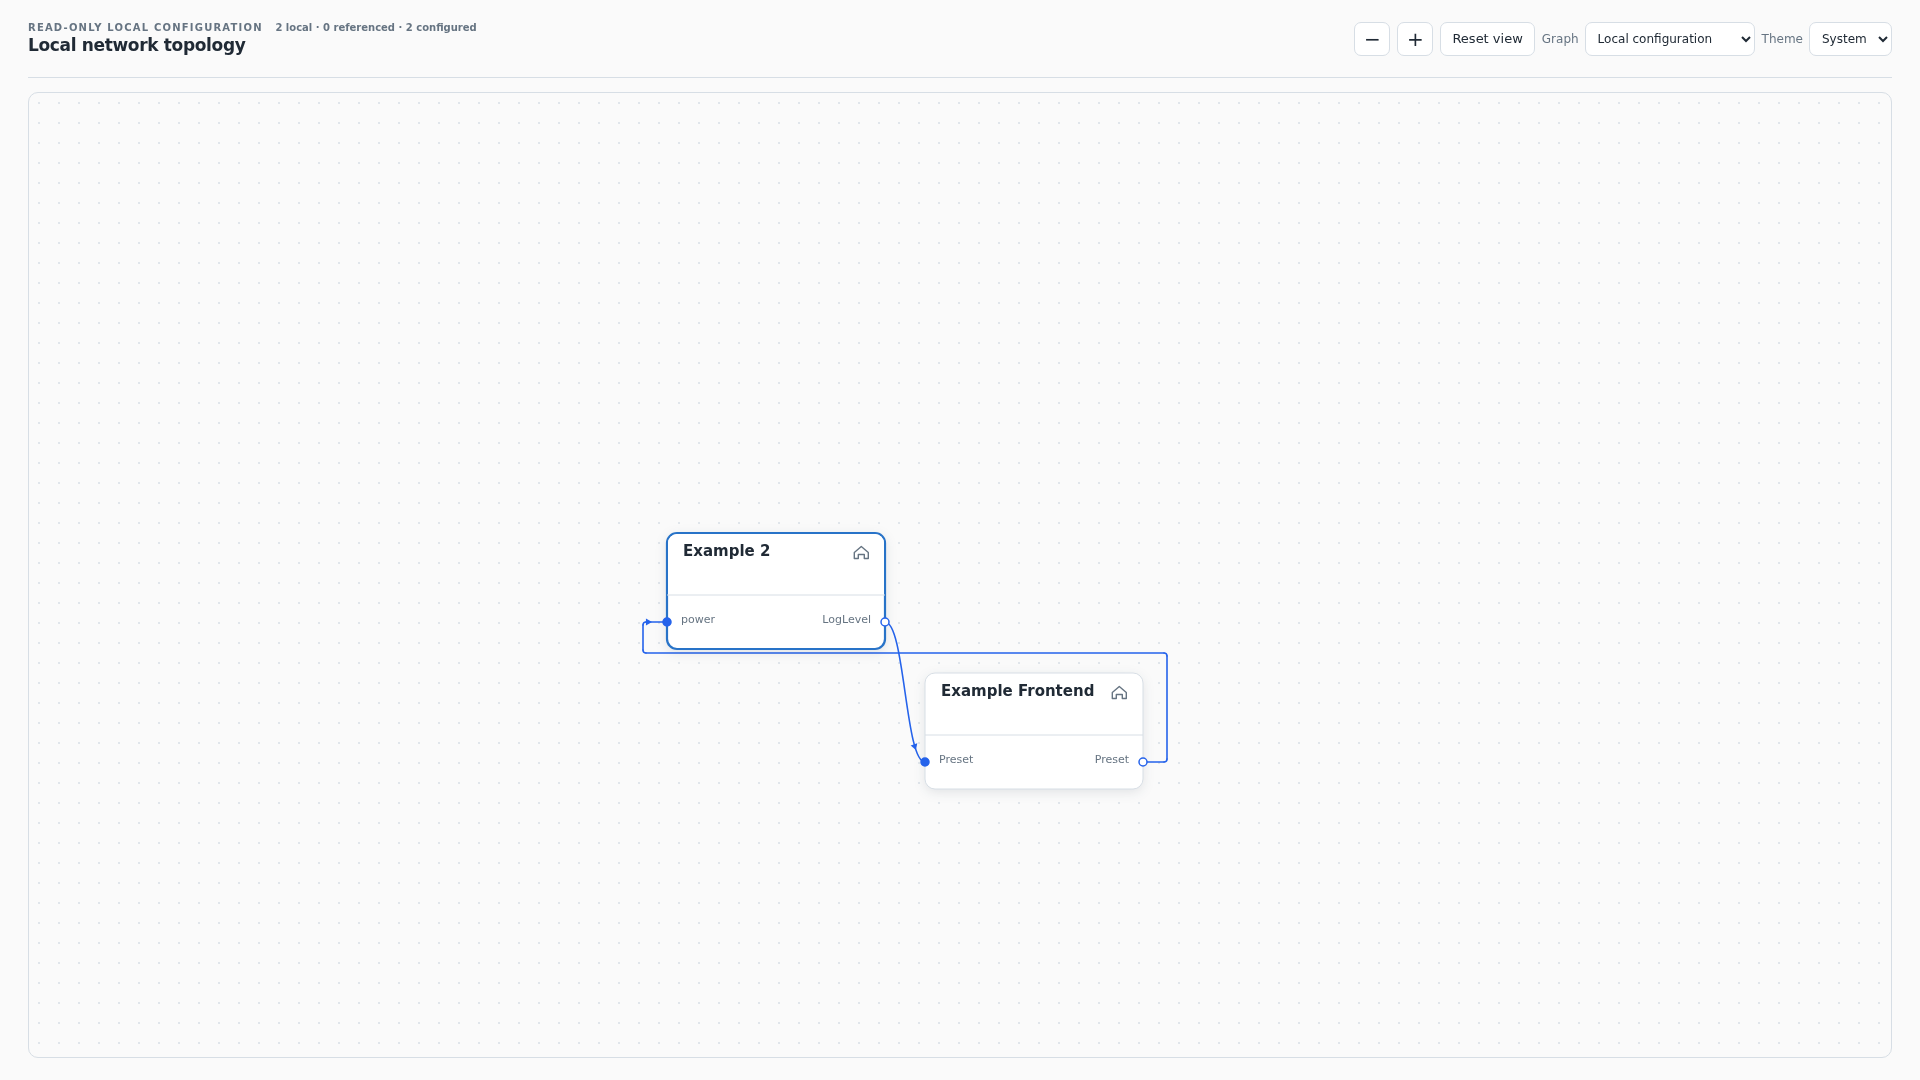 READ-ONLY LOCAL CONFIGURATION 2 local · 0 referenced · 2 configured
Local network topology
− + Reset view Graph Local configuration Theme System
Example 2
power LogLevel
Example Frontend
Preset Preset